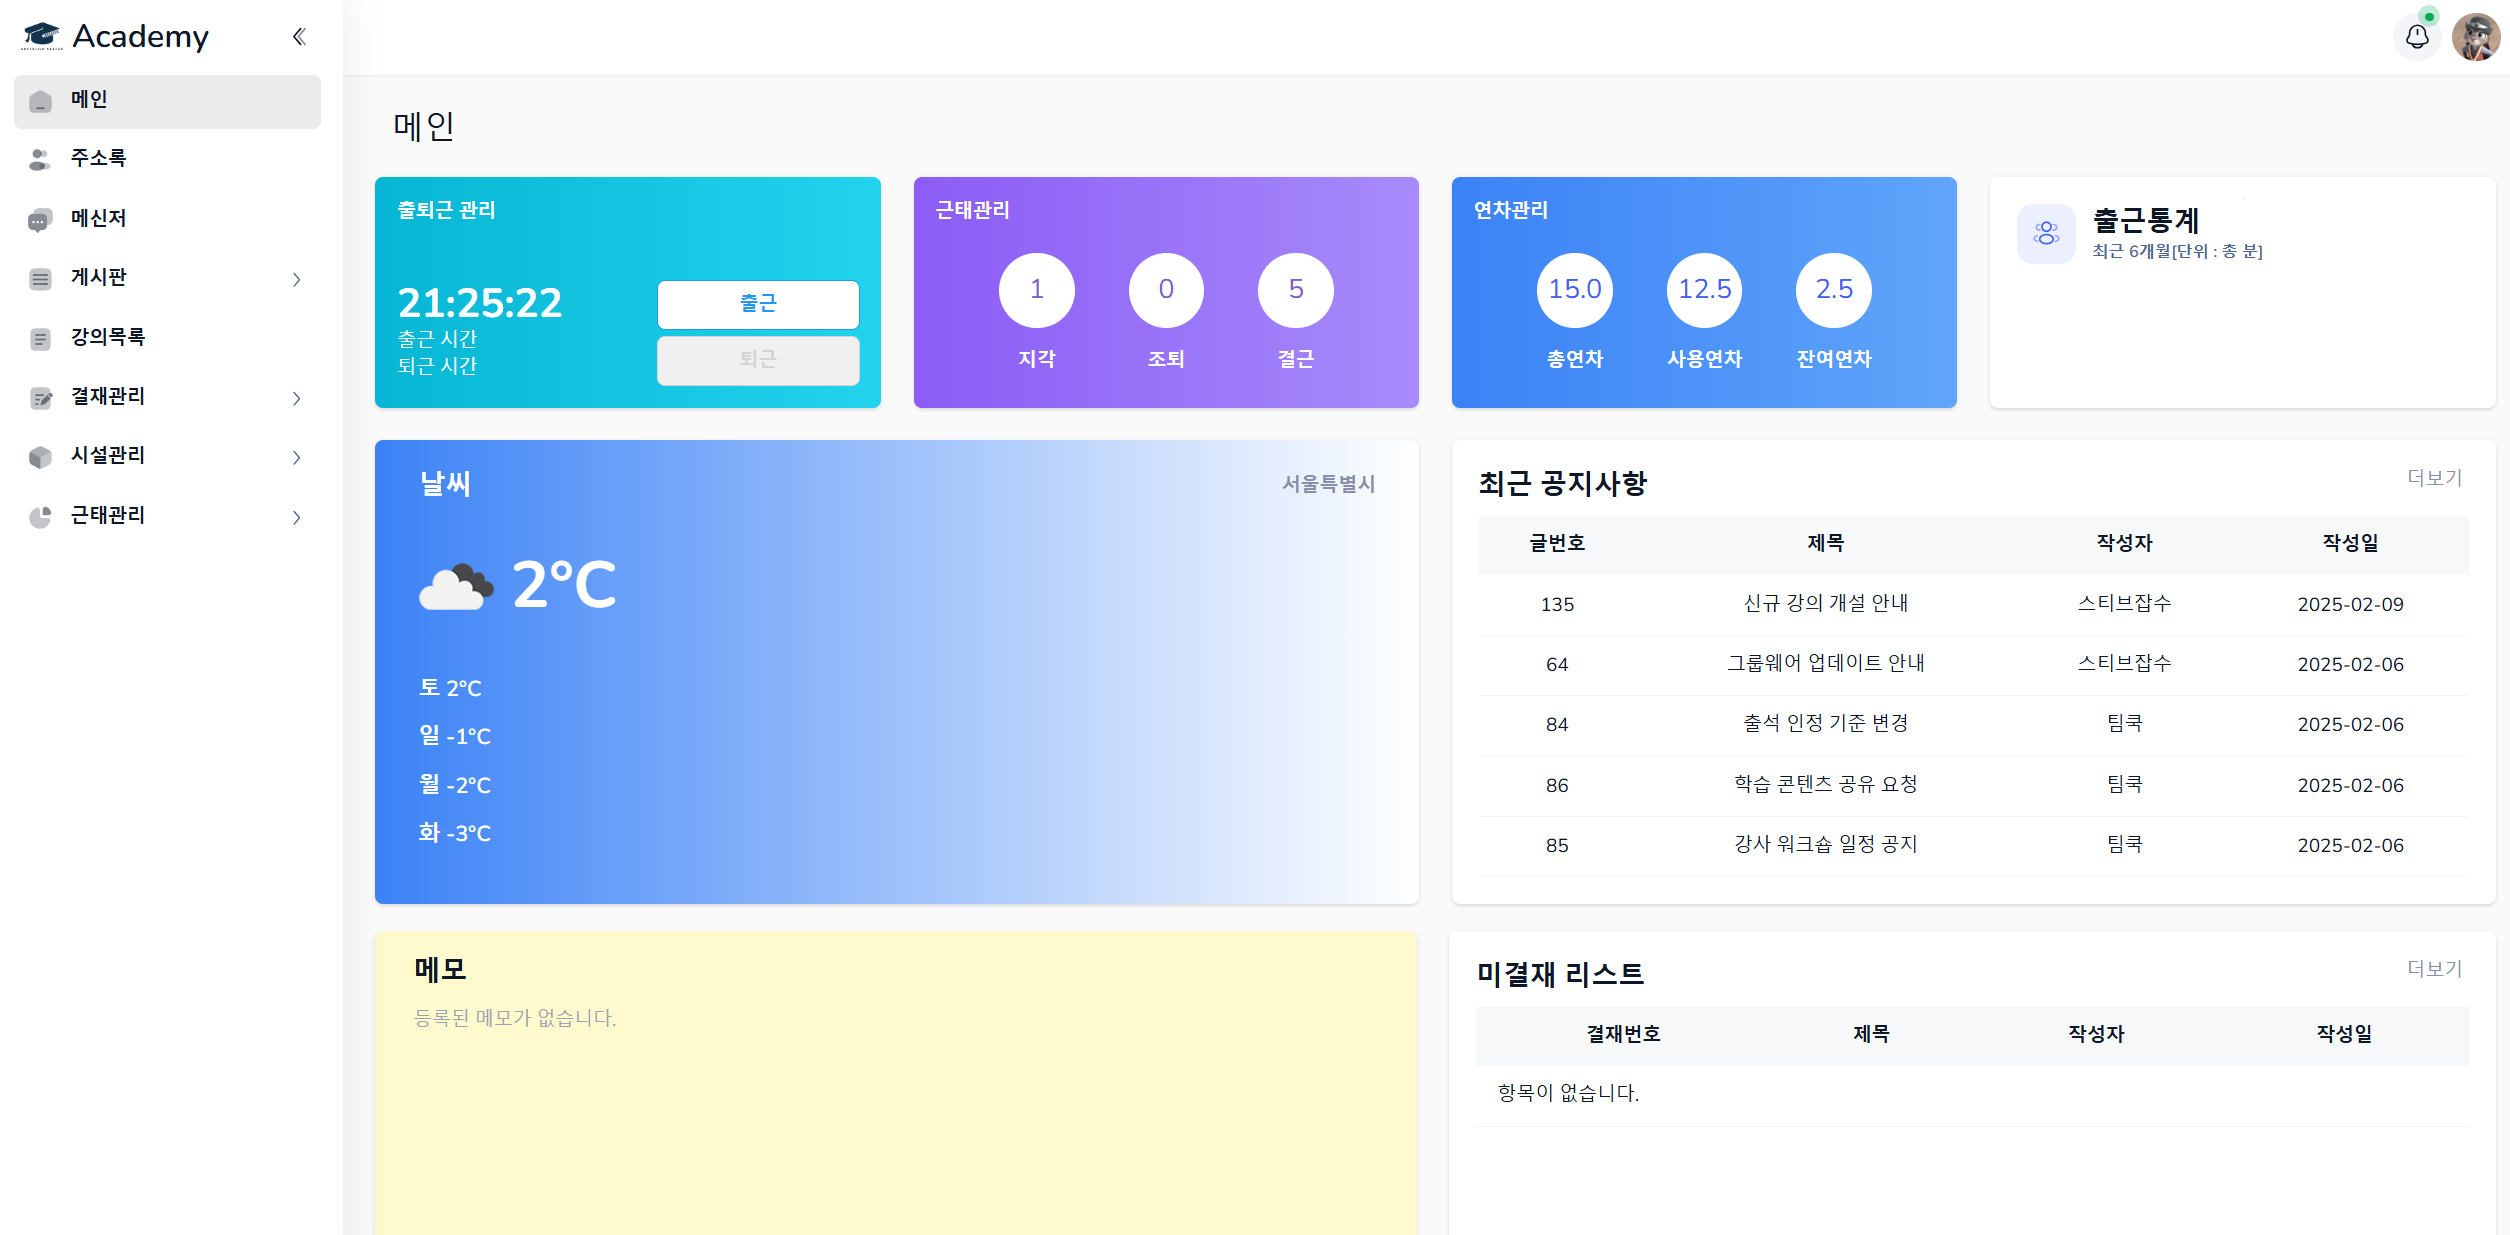 Academy
메인
주소록
메신저
게시판
강의목록
결재관리
시설관리
근태관리
메인
출퇴근 관리
21:25:22
출근 시간
퇴근 시간
출근
퇴근
근태관리
1 0 5
지각 조퇴 결근
연차관리
15.0 12.5 2.5
총연차 사용연차 잔여연차
출근통계
최근 6개월[단위 : 총 분]
날씨 서울특별시
2°C
토 2°C
일 -1°C
월 -2°C
화 -3°C
최근 공지사항 더보기
글번호 제목 작성자 작성일
135 신규 강의 개설 안내 스티브잡수 2025-02-09
64 그룹웨어 업데이트 안내 스티브잡수 2025-02-06
84 출석 인정 기준 변경 팀쿡 2025-02-06
86 학습 콘텐츠 공유 요청 팀쿡 2025-02-06
85 강사 워크숍 일정 공지 팀쿡 2025-02-06
메모
등록된 메모가 없습니다.
미결재 리스트 더보기
결재번호 제목 작성자 작성일
항목이 없습니다.